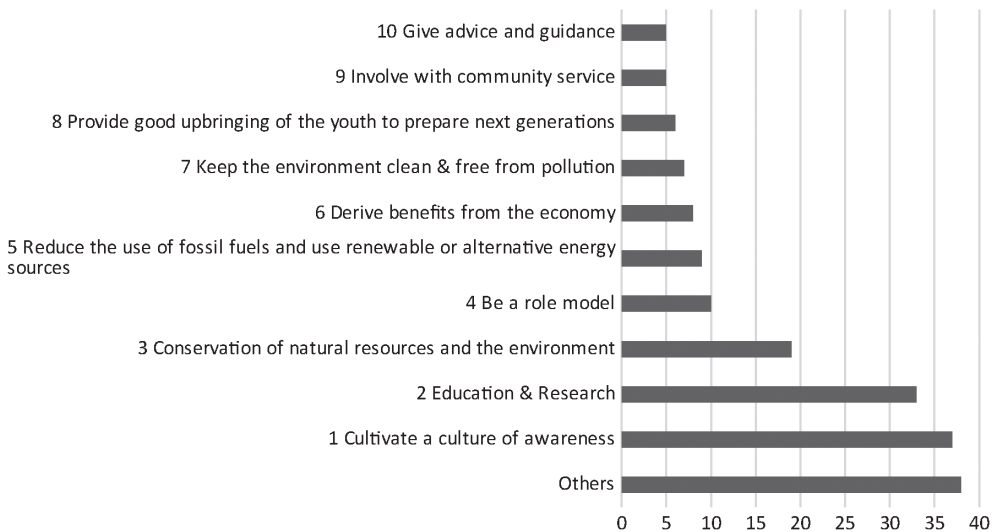 10 Give advice and guidance
9 Involve with community service
8 Provide good upbringing of the youth to prepare next generations
7 Keep the environment clean & free from pollution
6 Derive benefits from the economy
5 Reduce the use of fossil fuels and use renewable or alternative energy
sources
4 Be a role model
3 Conservation of natural resources and the environment
2 Education & Research
1 Cultivate a culture of awareness
Others
0 5 10 15 20 25 30 35 40